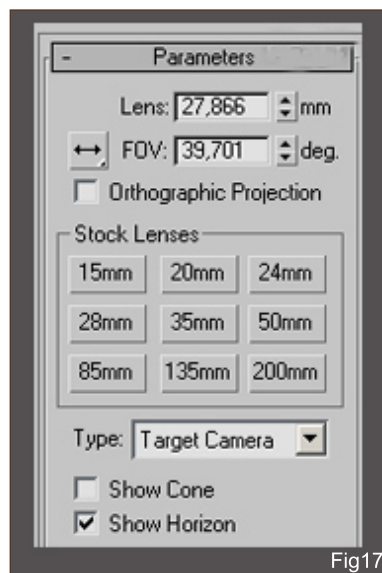 - Parameters
Lens: 27,866 mm
FOV: 39,701 deg.
Orthographic Projection
Stock Lenses
15mm 20mm 24mm
28mm 35mm 50mm
85mm 135mm 200mm
Type: Target Camera
Show Cone
Show Horizon
Fig17